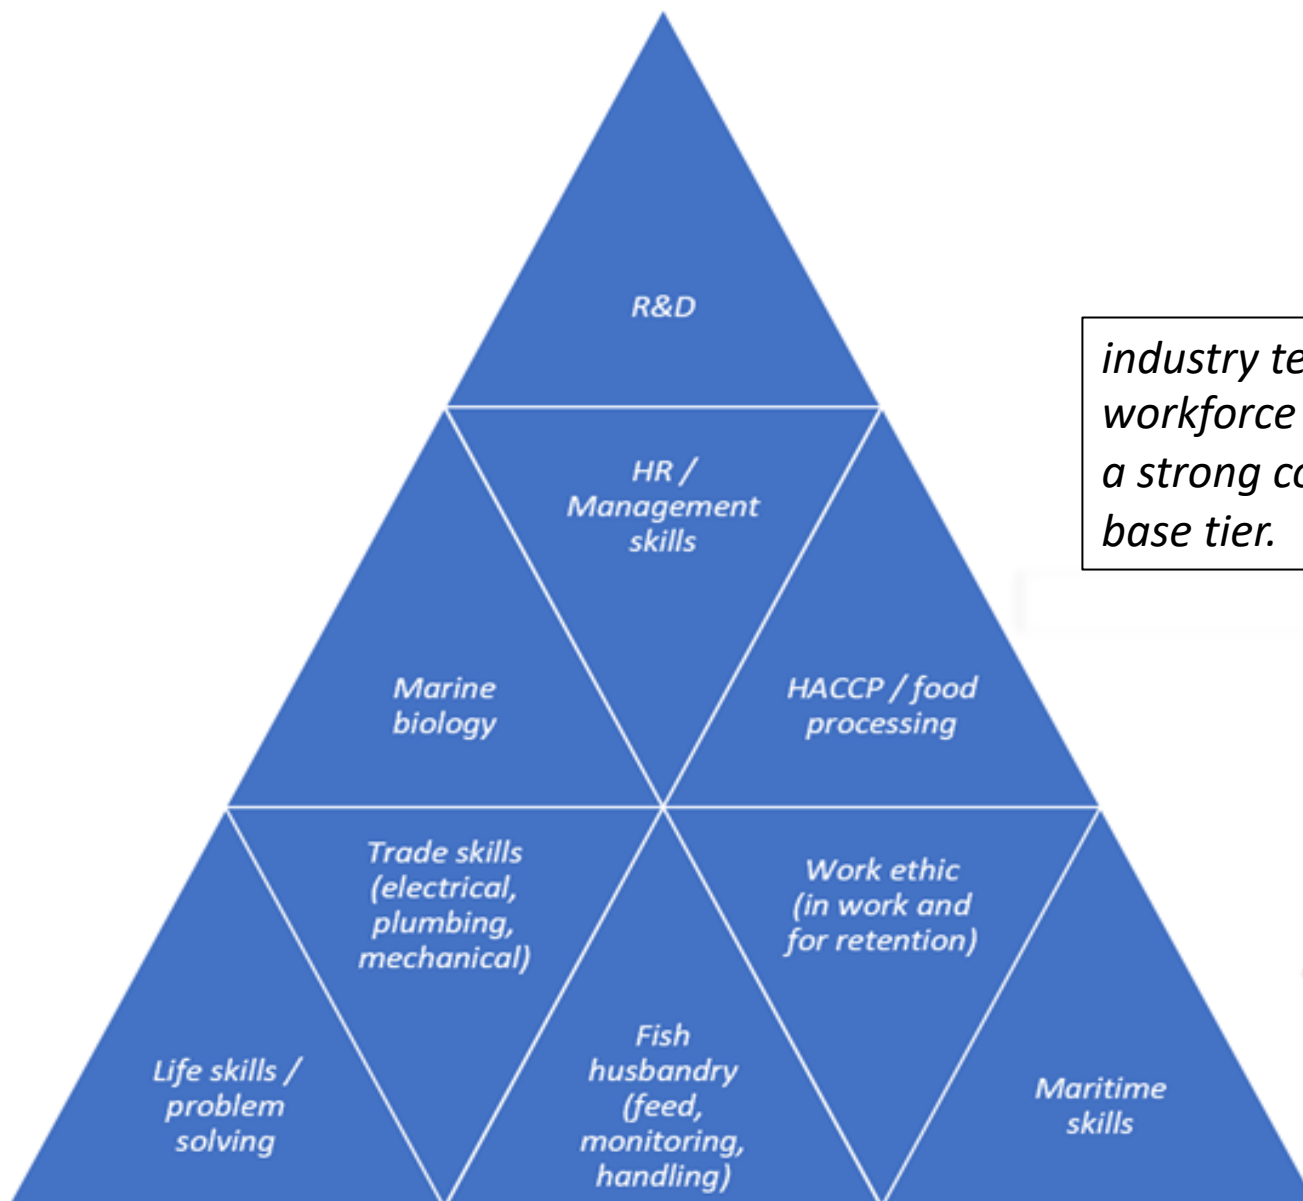 R&D
industry te
workforce
a strong co
base tier.
HR /
Management
skills
Marine
biology
HACCP / food
processing
Trade skills
(electrical,
plumbing,
mechanical)
Work ethic
(in work and
for retention)
Life skills /
problem
solving
Fish
husbandry
(feed,
monitoring,
handling)
Maritime
skills